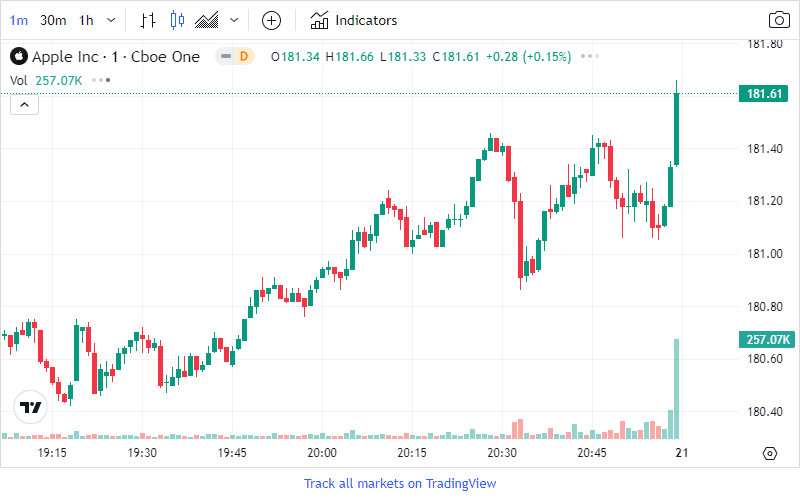 1m 30m 1h Indicators
Apple Inc · 1 · Cboe One D O181.34 H181.66 L181.33 C181.61 +0.28 (+0.15%)
Vol 257.07K
181.80
181.61
181.40
181.20
181.00
180.80
257.07K
180.60
180.40
19:15 19:30 19:45 20:00 20:15 20:30 20:45 21
Track all markets on TradingView